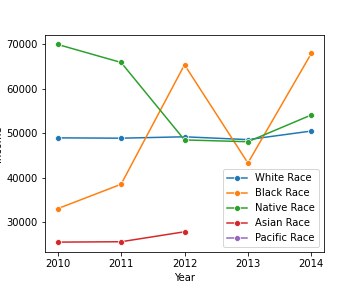 70000
60000
50000
40000
30000
2010
2011
2012
2013
2014
Year
White Race
Black Race
Native Race
Asian Race
Pacific Race